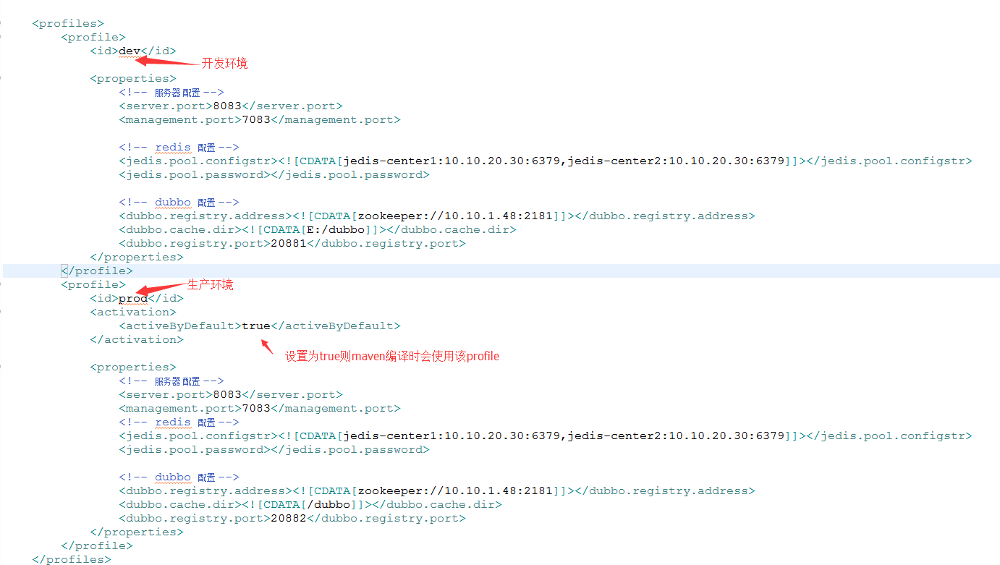 <profiles>
<profile>
<id>dev</id>
开发环境
<properties>
<!-- 服务器配置 -->
<server.port>8083</server.port>
<management.port>7083</management.port>
<!-- redis 配置 -->
<jedis.pool.configstr><![CDATA[jedis-center1:10.10.20.30:6379,jedis-center2:10.10.20.30:6379]]></jedis.pool.configstr>
<jedis.pool.password></jedis.pool.password>
<!-- dubbo 配置 -->
<dubbo.registry.address><![CDATA[zookeeper://10.10.1.48:2181]]></dubbo.registry.address>
<dubbo.cache.dir><![CDATA[E:/dubbo]]></dubbo.cache.dir>
<dubbo.registry.port>20881</dubbo.registry.port>
</properties>
</profile>
<profile>
生产环境
<id>prod</id>
<activation>
<activeByDefault>true</activeByDefault>
</activation>
设置为true则maven编译时会使用该profile
<properties>
<!-- 服务器配置 -->
<server.port>8083</server.port>
<management.port>7083</management.port>
<!-- redis 配置 -->
<jedis.pool.configstr><![CDATA[jedis-center1:10.10.20.30:6379,jedis-center2:10.10.20.30:6379]]></jedis.pool.configstr>
<jedis.pool.password></jedis.pool.password>
<!-- dubbo 配置 -->
<dubbo.registry.address><![CDATA[zookeeper://10.10.1.48:2181]]></dubbo.registry.address>
<dubbo.cache.dir><![CDATA[/dubbo]]></dubbo.cache.dir>
<dubbo.registry.port>20882</dubbo.registry.port>
</properties>
</profile>
</profiles>